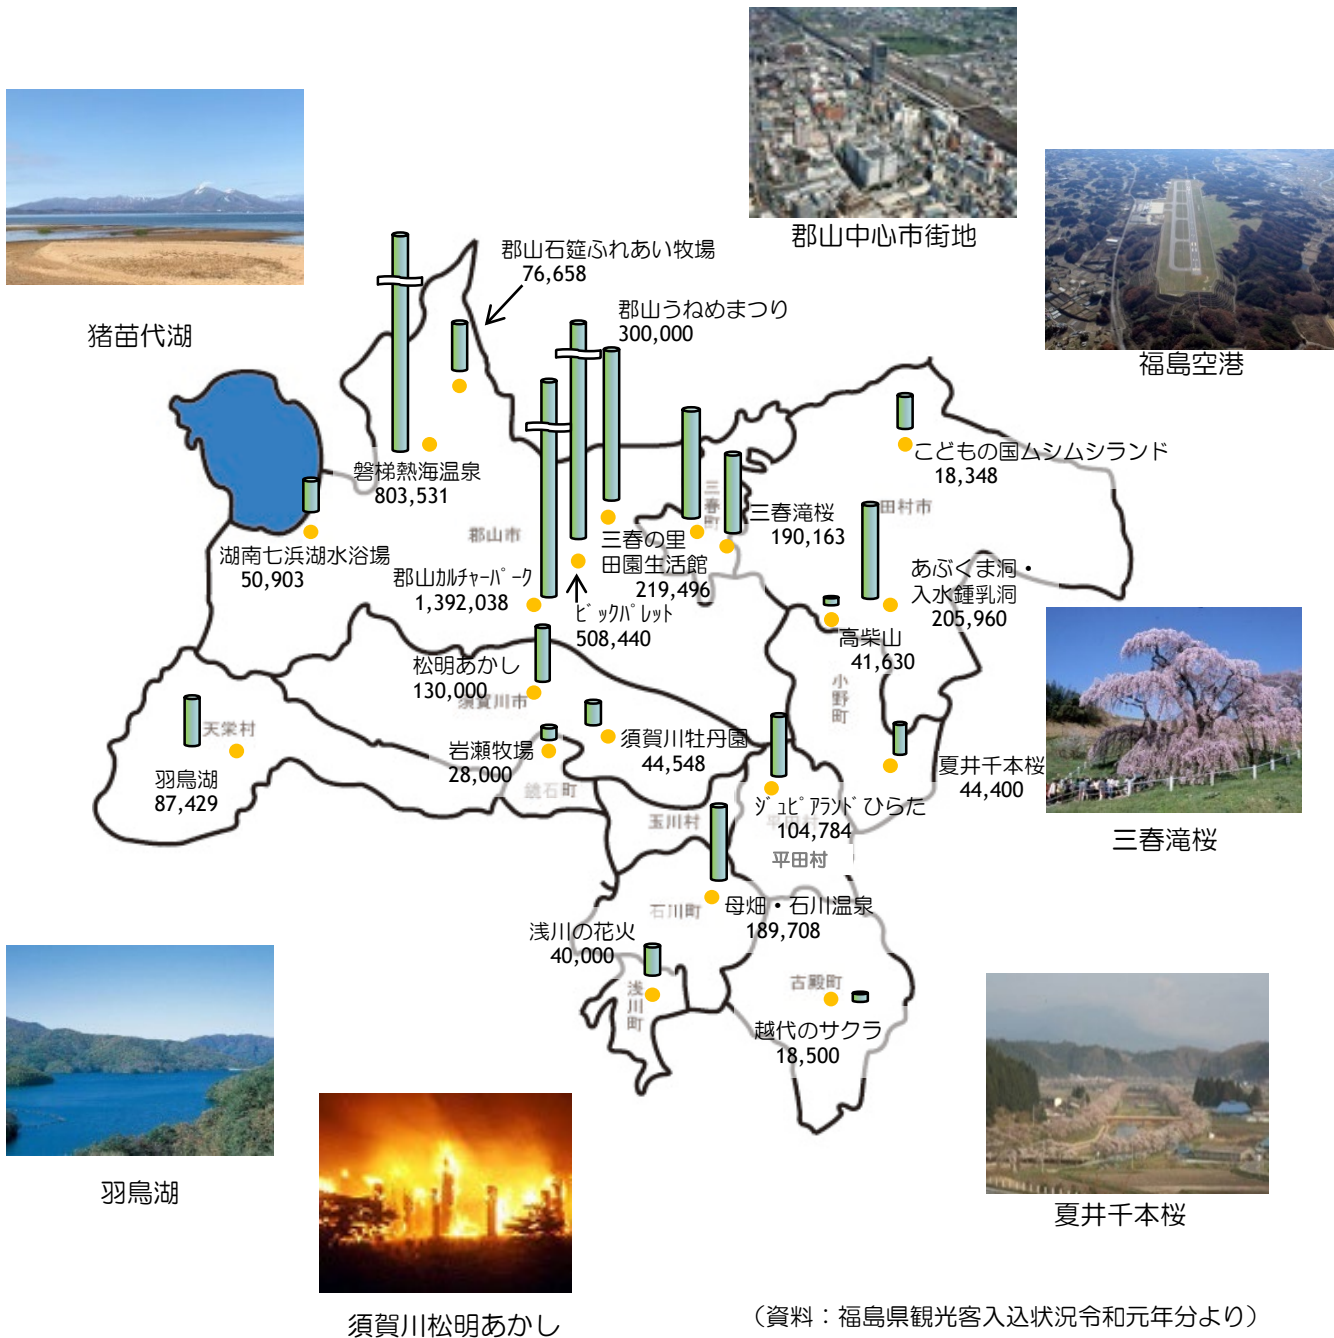 郡山中心市街地
福島空港
猪苗代湖
郡山石筵ふれあい牧場
76,658
郡山うねめまつり
300,000
こどもの国ムシムシランド
18,348
磐梯熱海温泉
803,531
三春町
田村市
三春滝桜
190,163
郡山市
三春の里
田園生活館
219,496
湖南七浜湖水浴場
50,903
郡山カルチャーパーク
1,392,038
ビックパレット
508,440
あぶくま洞・
入水鍾乳洞
205,960
高柴山
41,630
松明あかし
130,000
須賀川市
小野町
天栄村
羽鳥湖
87,429
岩瀬牧場
28,000
須賀川牡丹園
44,548
夏井千本桜
44,400
鏡石町
玉川村
ジュピアランドひらた
104,784
平田村
平田村
三春滝桜
石川町
母畑・石川温泉
189,708
浅川の花火
40,000
浅川町
古殿町
越代のサクラ
18,500
羽鳥湖
夏井千本桜
須賀川松明あかし
（資料：福島県観光客入込状況令和元年分より）